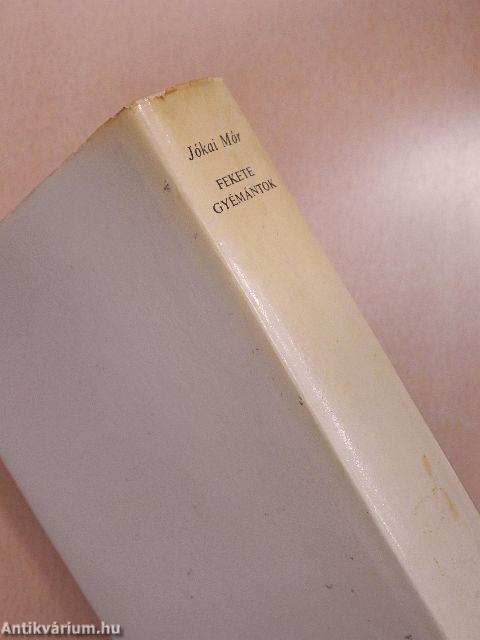 Jókai Mór
FEKETE
GYÉMÁNTOK
Antikvárium.hu